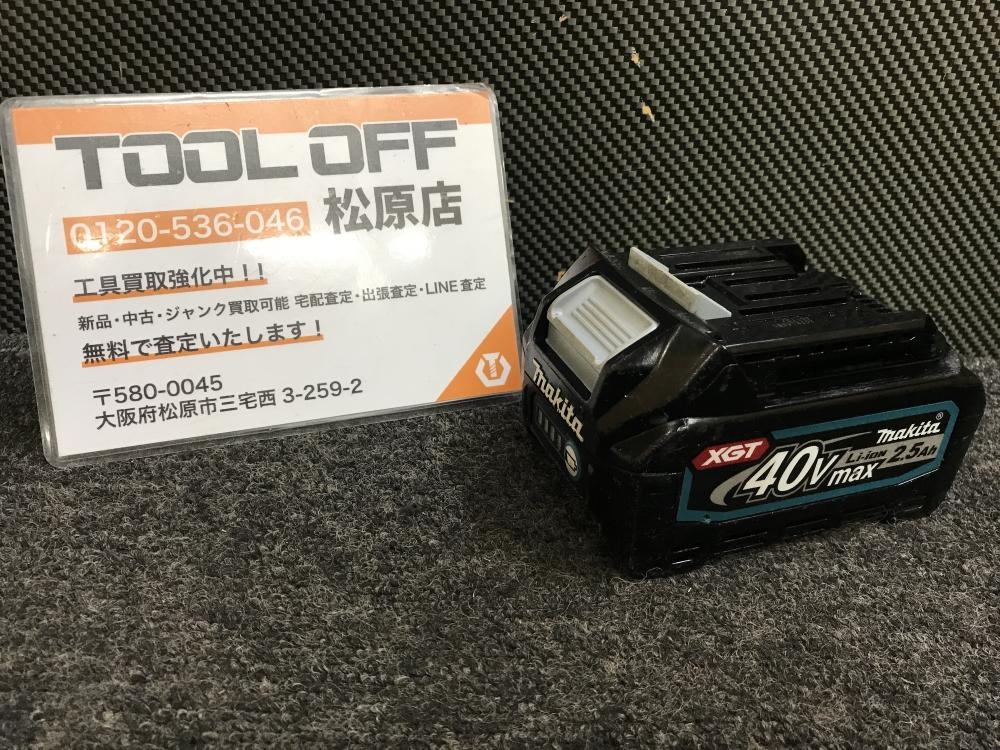 TOOL OFF
0120-536-046 松原店
工具買取強化中！！
新品・中古・ジャンク買取可能 宅配査定・出張査定・LINE査定
無料で査定いたします！
〒580-0045
大阪府松原市三宅西 3-259-2
makita
XGT 40Vmax Li-ion 2.5Ah
makita®